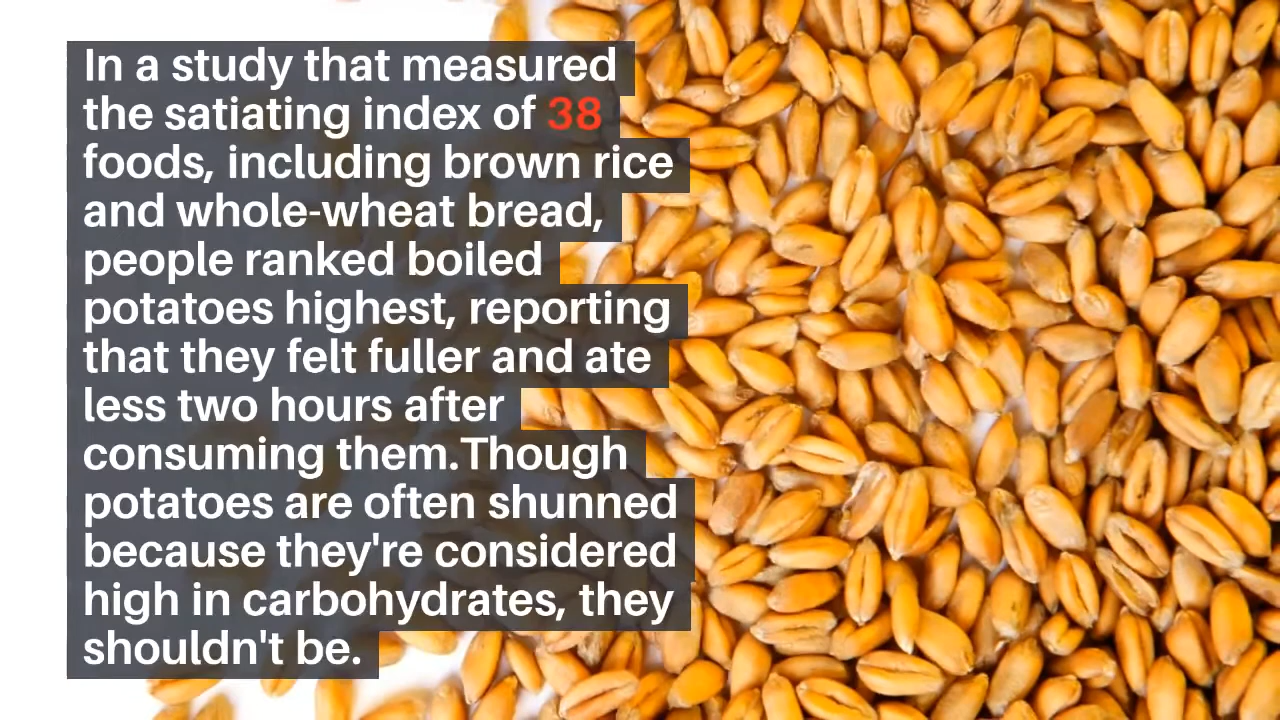 In a study that measured
the satiating index of 38
foods, including brown rice
and whole-wheat bread,
people ranked boiled
potatoes highest, reporting
that they felt fuller and ate
less two hours after
consuming them.Though
potatoes are often shunned
because they're considered
high in carbohydrates, they
shouldn't be.